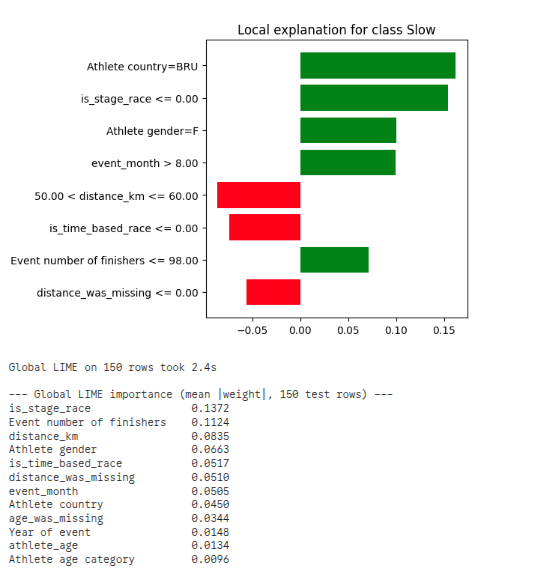 Local explanation for class Slow
Athlete country=BRU
is_stage_race <= 0.00
Athlete gender=F
event_month > 8.00
50.00 < distance_km <= 60.00
is_time_based_race <= 0.00
Event number of finishers <= 98.00
distance_was_missing <= 0.00
−0.05 0.00 0.05 0.10 0.15
Global LIME on 150 rows took 2.4s
--- Global LIME importance (mean |weight|, 150 test rows) ---
is_stage_race 0.1372
Event number of finishers 0.1124
distance_km 0.0835
Athlete gender 0.0663
is_time_based_race 0.0517
distance_was_missing 0.0510
event_month 0.0505
Athlete country 0.0450
age_was_missing 0.0344
Year of event 0.0148
athlete_age 0.0134
Athlete age category 0.0096